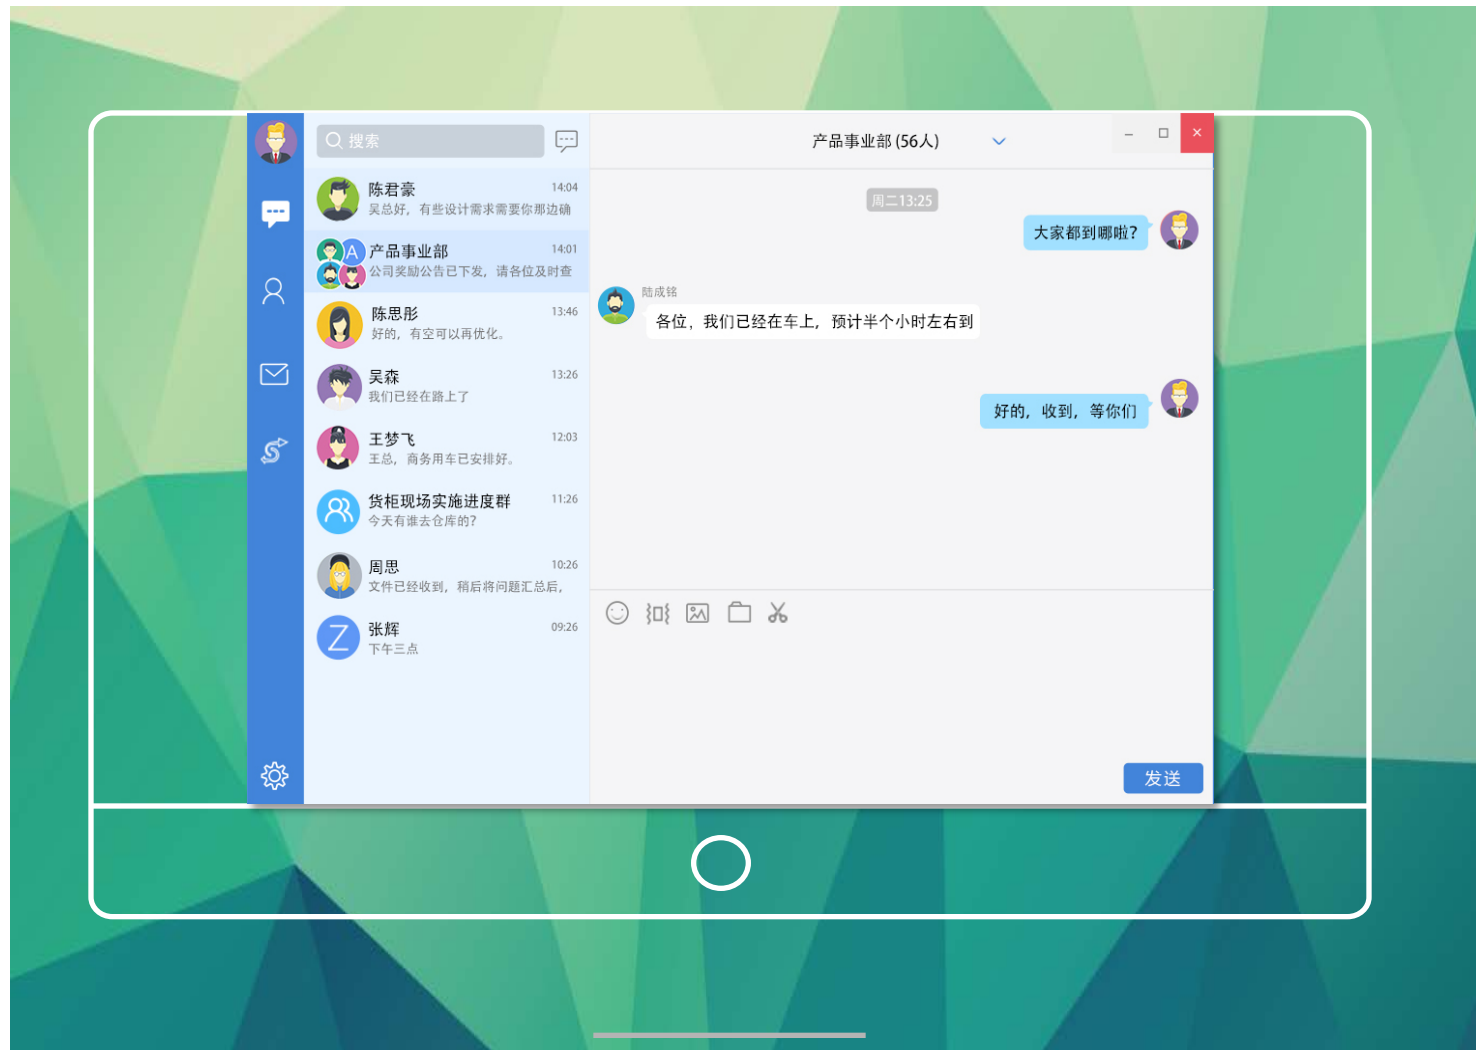 搜索
陈君豪 14:04
吴总好，有些设计需求需要你那边确
A
产品事业部 14:01
公司奖励公告已下发，请各位及时查
陈思彤 13:46
好的，有空可以再优化。
吴森 13:26
我们已经在路上了
王梦飞 12:03
王总，商务用车已安排好。
货柜现场实施进度群 11:26
今天有谁去仓库的？
周思 10:26
文件已经收到，稍后将问题汇总后，
Z
张辉 09:26
下午三点
产品事业部 (56人)
周二13:25
大家都到哪啦？
陆成铭
各位，我们已经在车上，预计半个小时左右到
好的，收到，等你们
发送